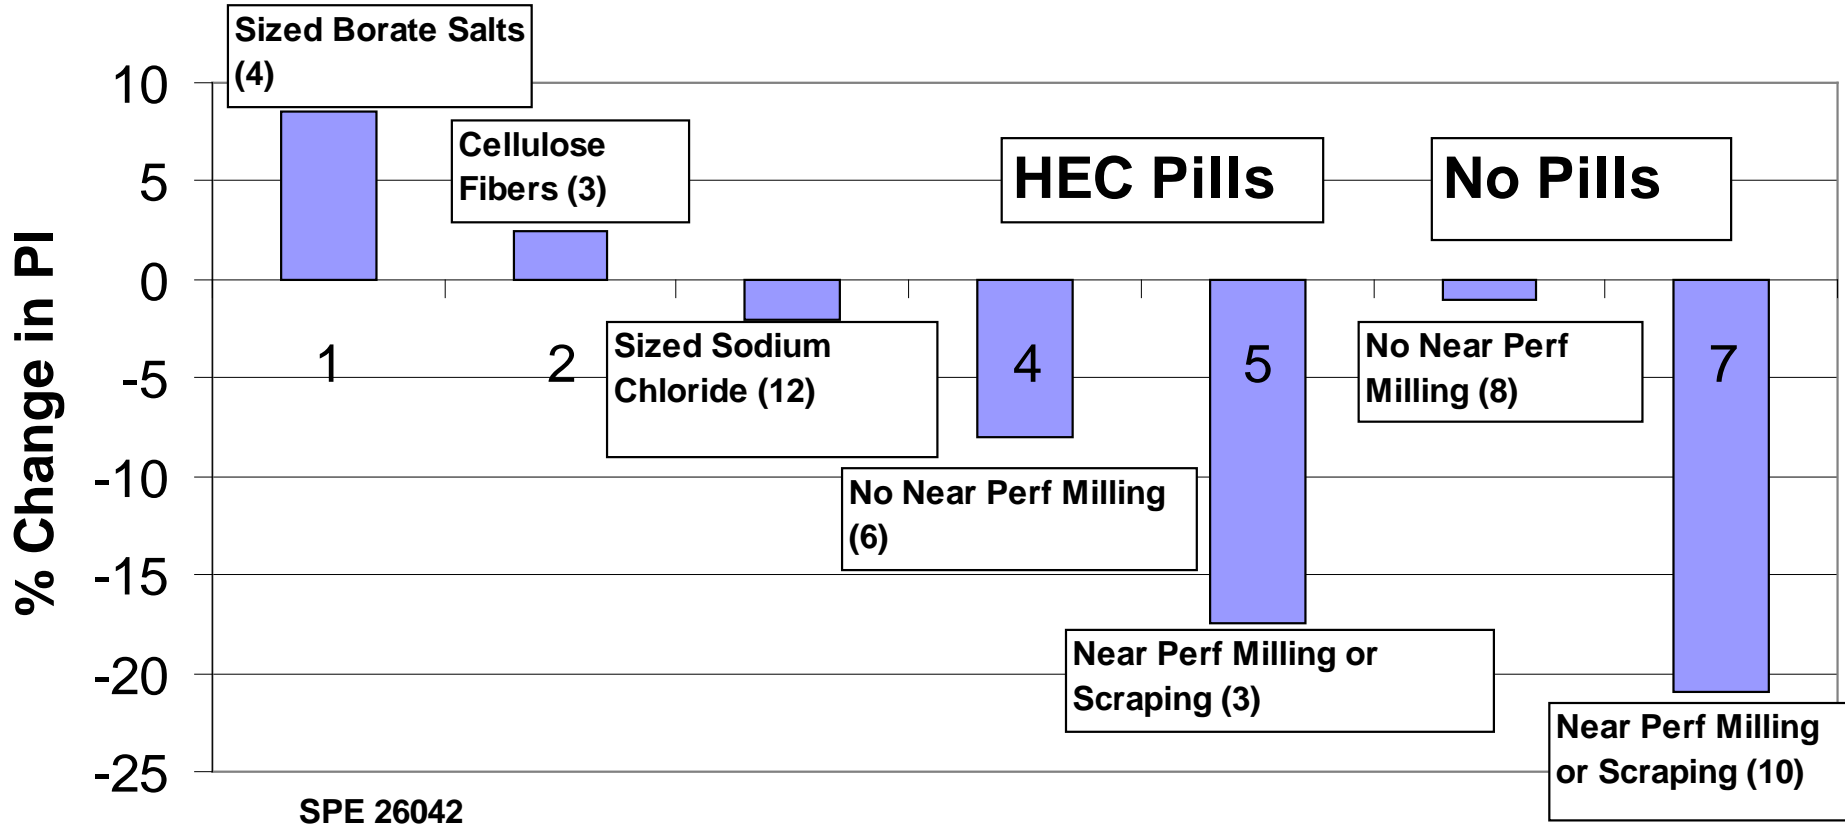 Sized Borate Salts
(4)
Cellulose
Fibers (3)
HEC Pills
No Pills
% Change in PI
10
5
0
-5
-10
-15
-20
-25
1
2
Sized Sodium
Chloride (12)
4
5
No Near Perf
Milling (8)
7
No Near Perf Milling
(6)
Near Perf Milling or
Scraping (3)
Near Perf Milling
or Scraping (10)
SPE 26042